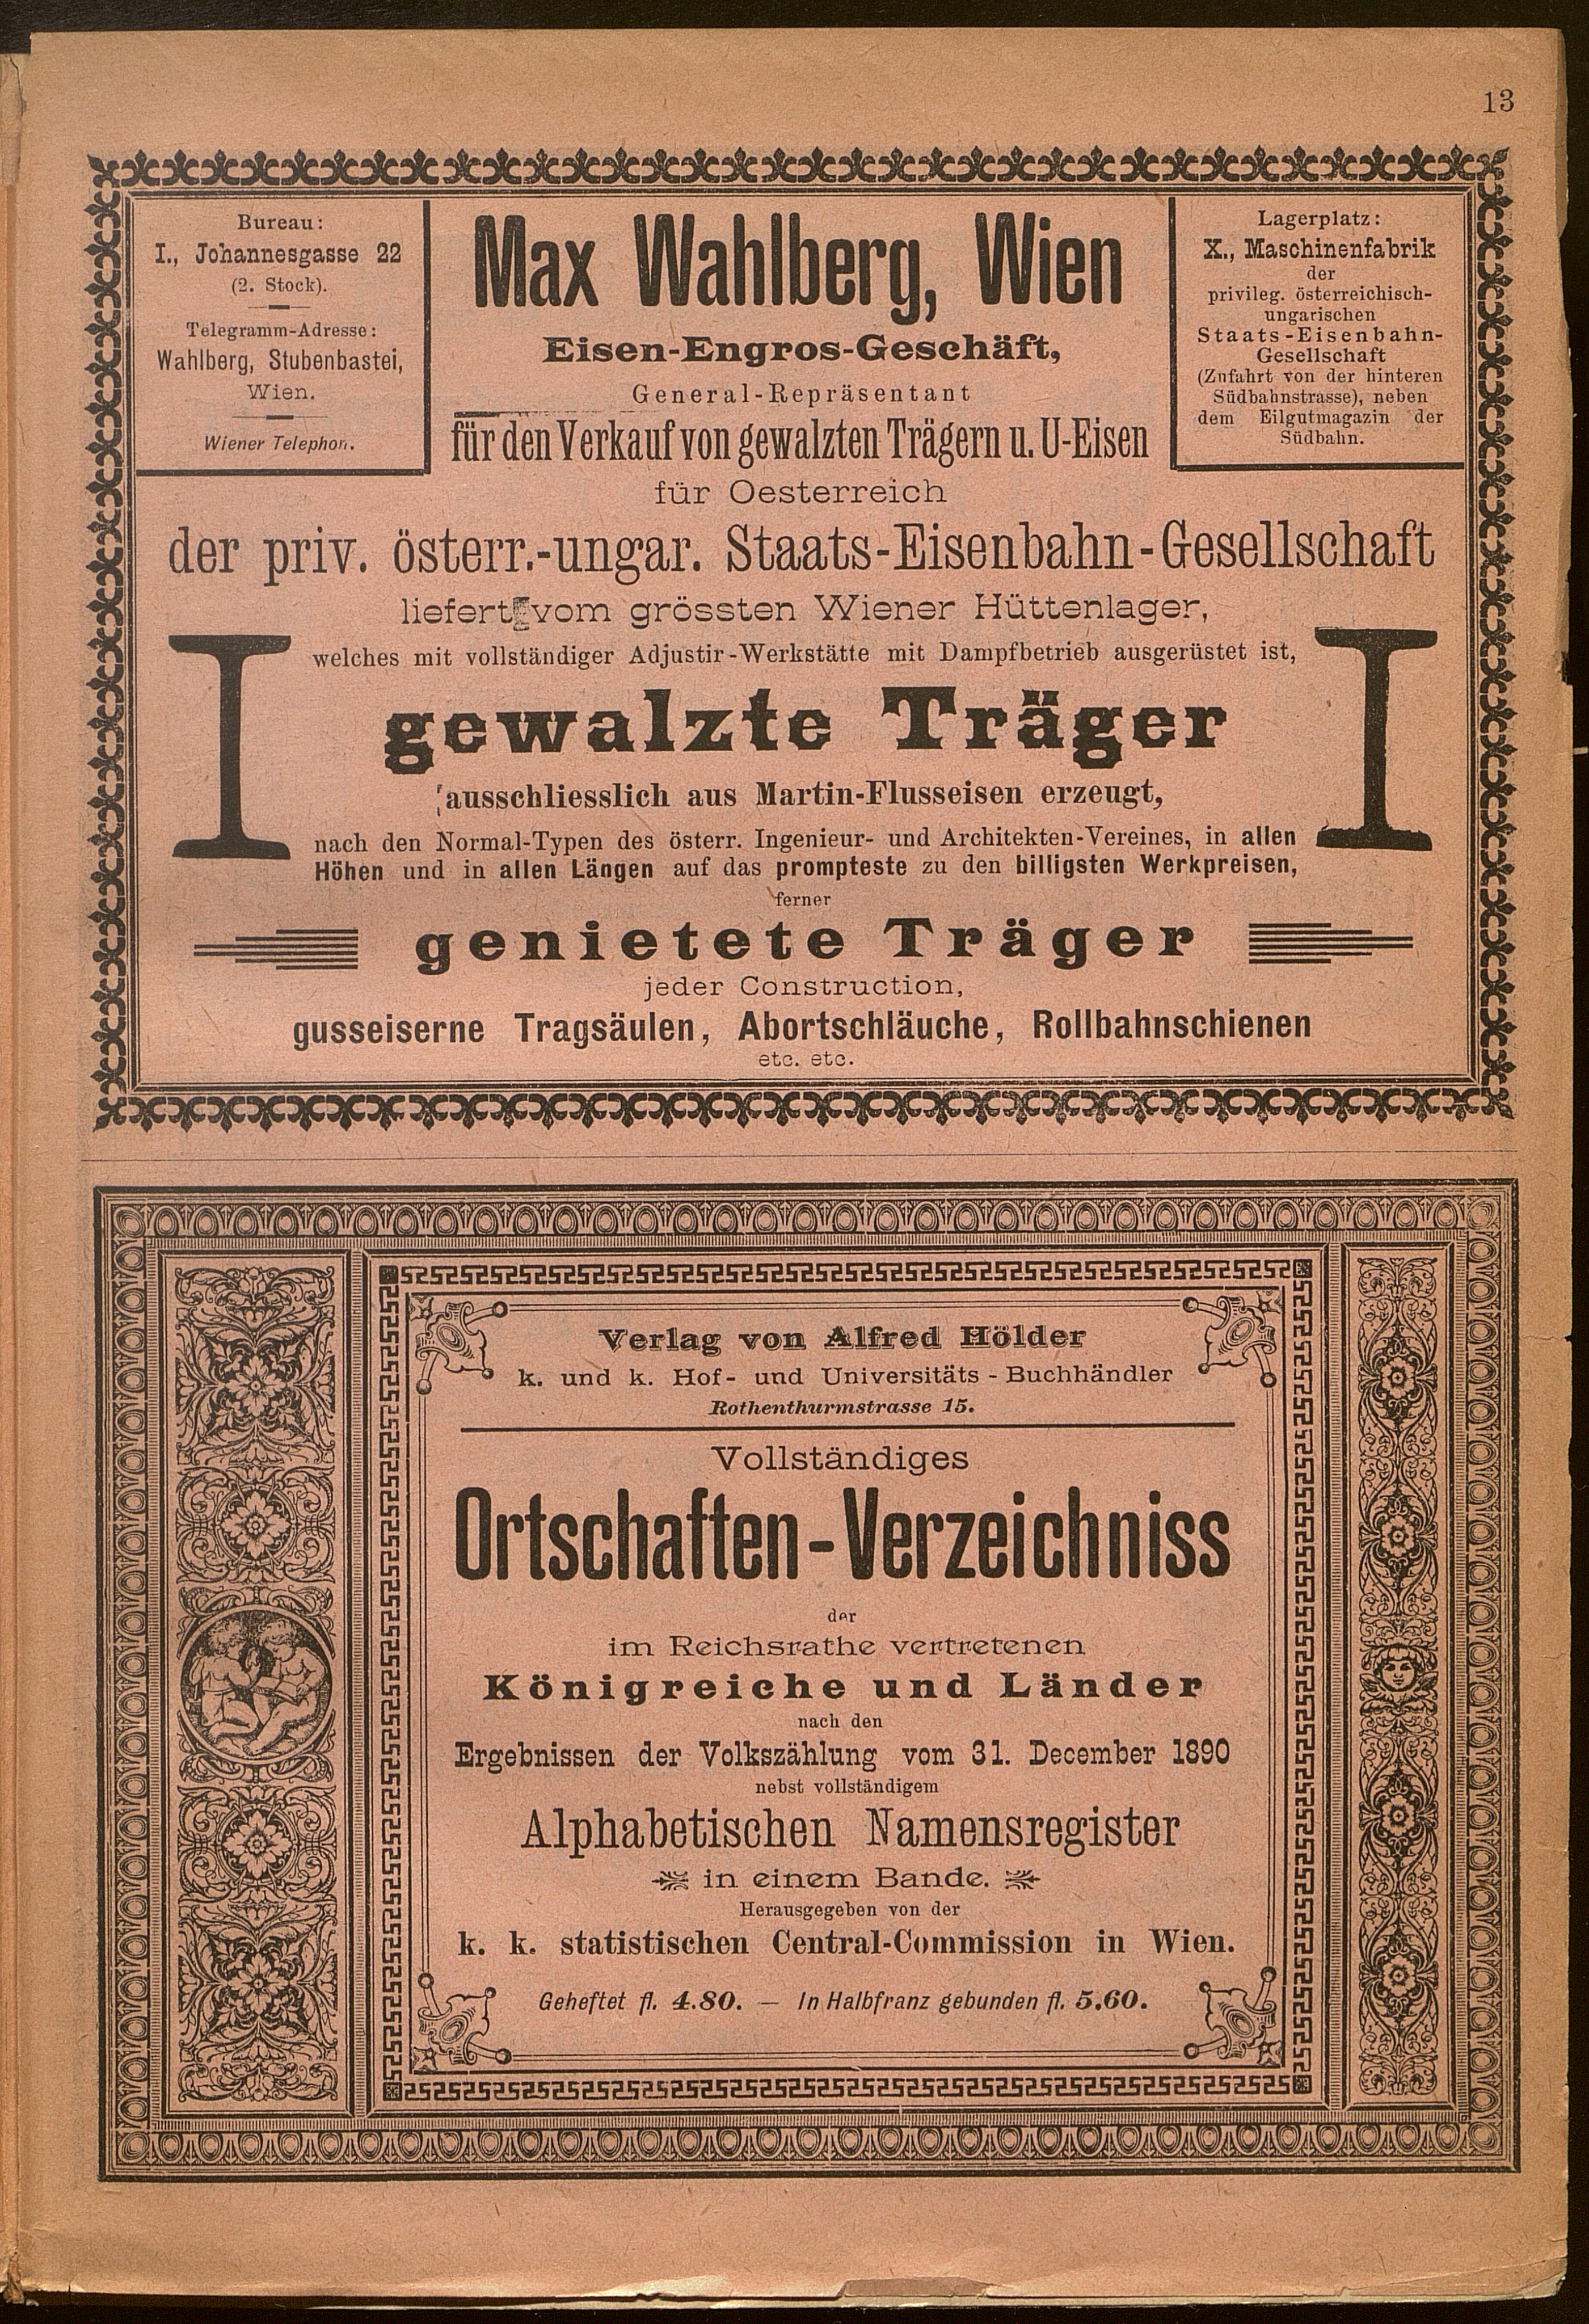 13
Bureau:
I., Johannesgasse 22
(2. Stock).
Telegramm-Adresse:
Wahlberg, Stubenbastei,
Wien.
Wiener Telephon.
Max Wahlberg, Wien
Eisen-Engros-Geschäft,
General-Repräsentant
für den Verkauf von gewalzten Trägern u. U-Eisen
Lagerplatz:
X., Maschinenfabrik
der
privileg. österreichisch-
ungarischen
Staats-Eisenbahn-
Gesellschaft
(Zufahrt von der hinteren
Südbahnstrasse), neben
dem Eilgutmagazin der
Südbahn.
für Oesterreich
der priv. österr.-ungar. Staats-Eisenbahn-Gesellschaft
liefert vom grössten Wiener Hüttenlager,
welches mit vollständiger Adjustir-Werkstätte mit Dampfbetrieb ausgerüstet ist,
gewalzte Träger
ausschliesslich aus Martin-Flusseisen erzeugt,
nach den Normal-Typen des österr. Ingenieur- und Architekten-Vereines, in allen
Höhen und in allen Längen auf das prompteste zu den billigsten Werkpreisen,
ferner
genietete Träger
jeder Construction,
gusseiserne Tragsäulen, Abortschläuche, Rollbahnschienen
etc. etc.
Verlag von Alfred Hölder
k. und k. Hof- und Universitäts-Buchhändler
Rothenthurmstrasse 15.
Vollständiges
Ortschaften-Verzeichniss
der
im Reichsrathe vertretenen
Königreiche und Länder
nach den
Ergebnissen der Volkszählung vom 31. December 1890
nebst vollständigem
Alphabetischen Namensregister
in einem Bande.
Herausgegeben von der
k. k. statistischen Central-Commission in Wien.
Geheftet fl. 4.80. — In Halbfranz gebunden fl. 5.60.